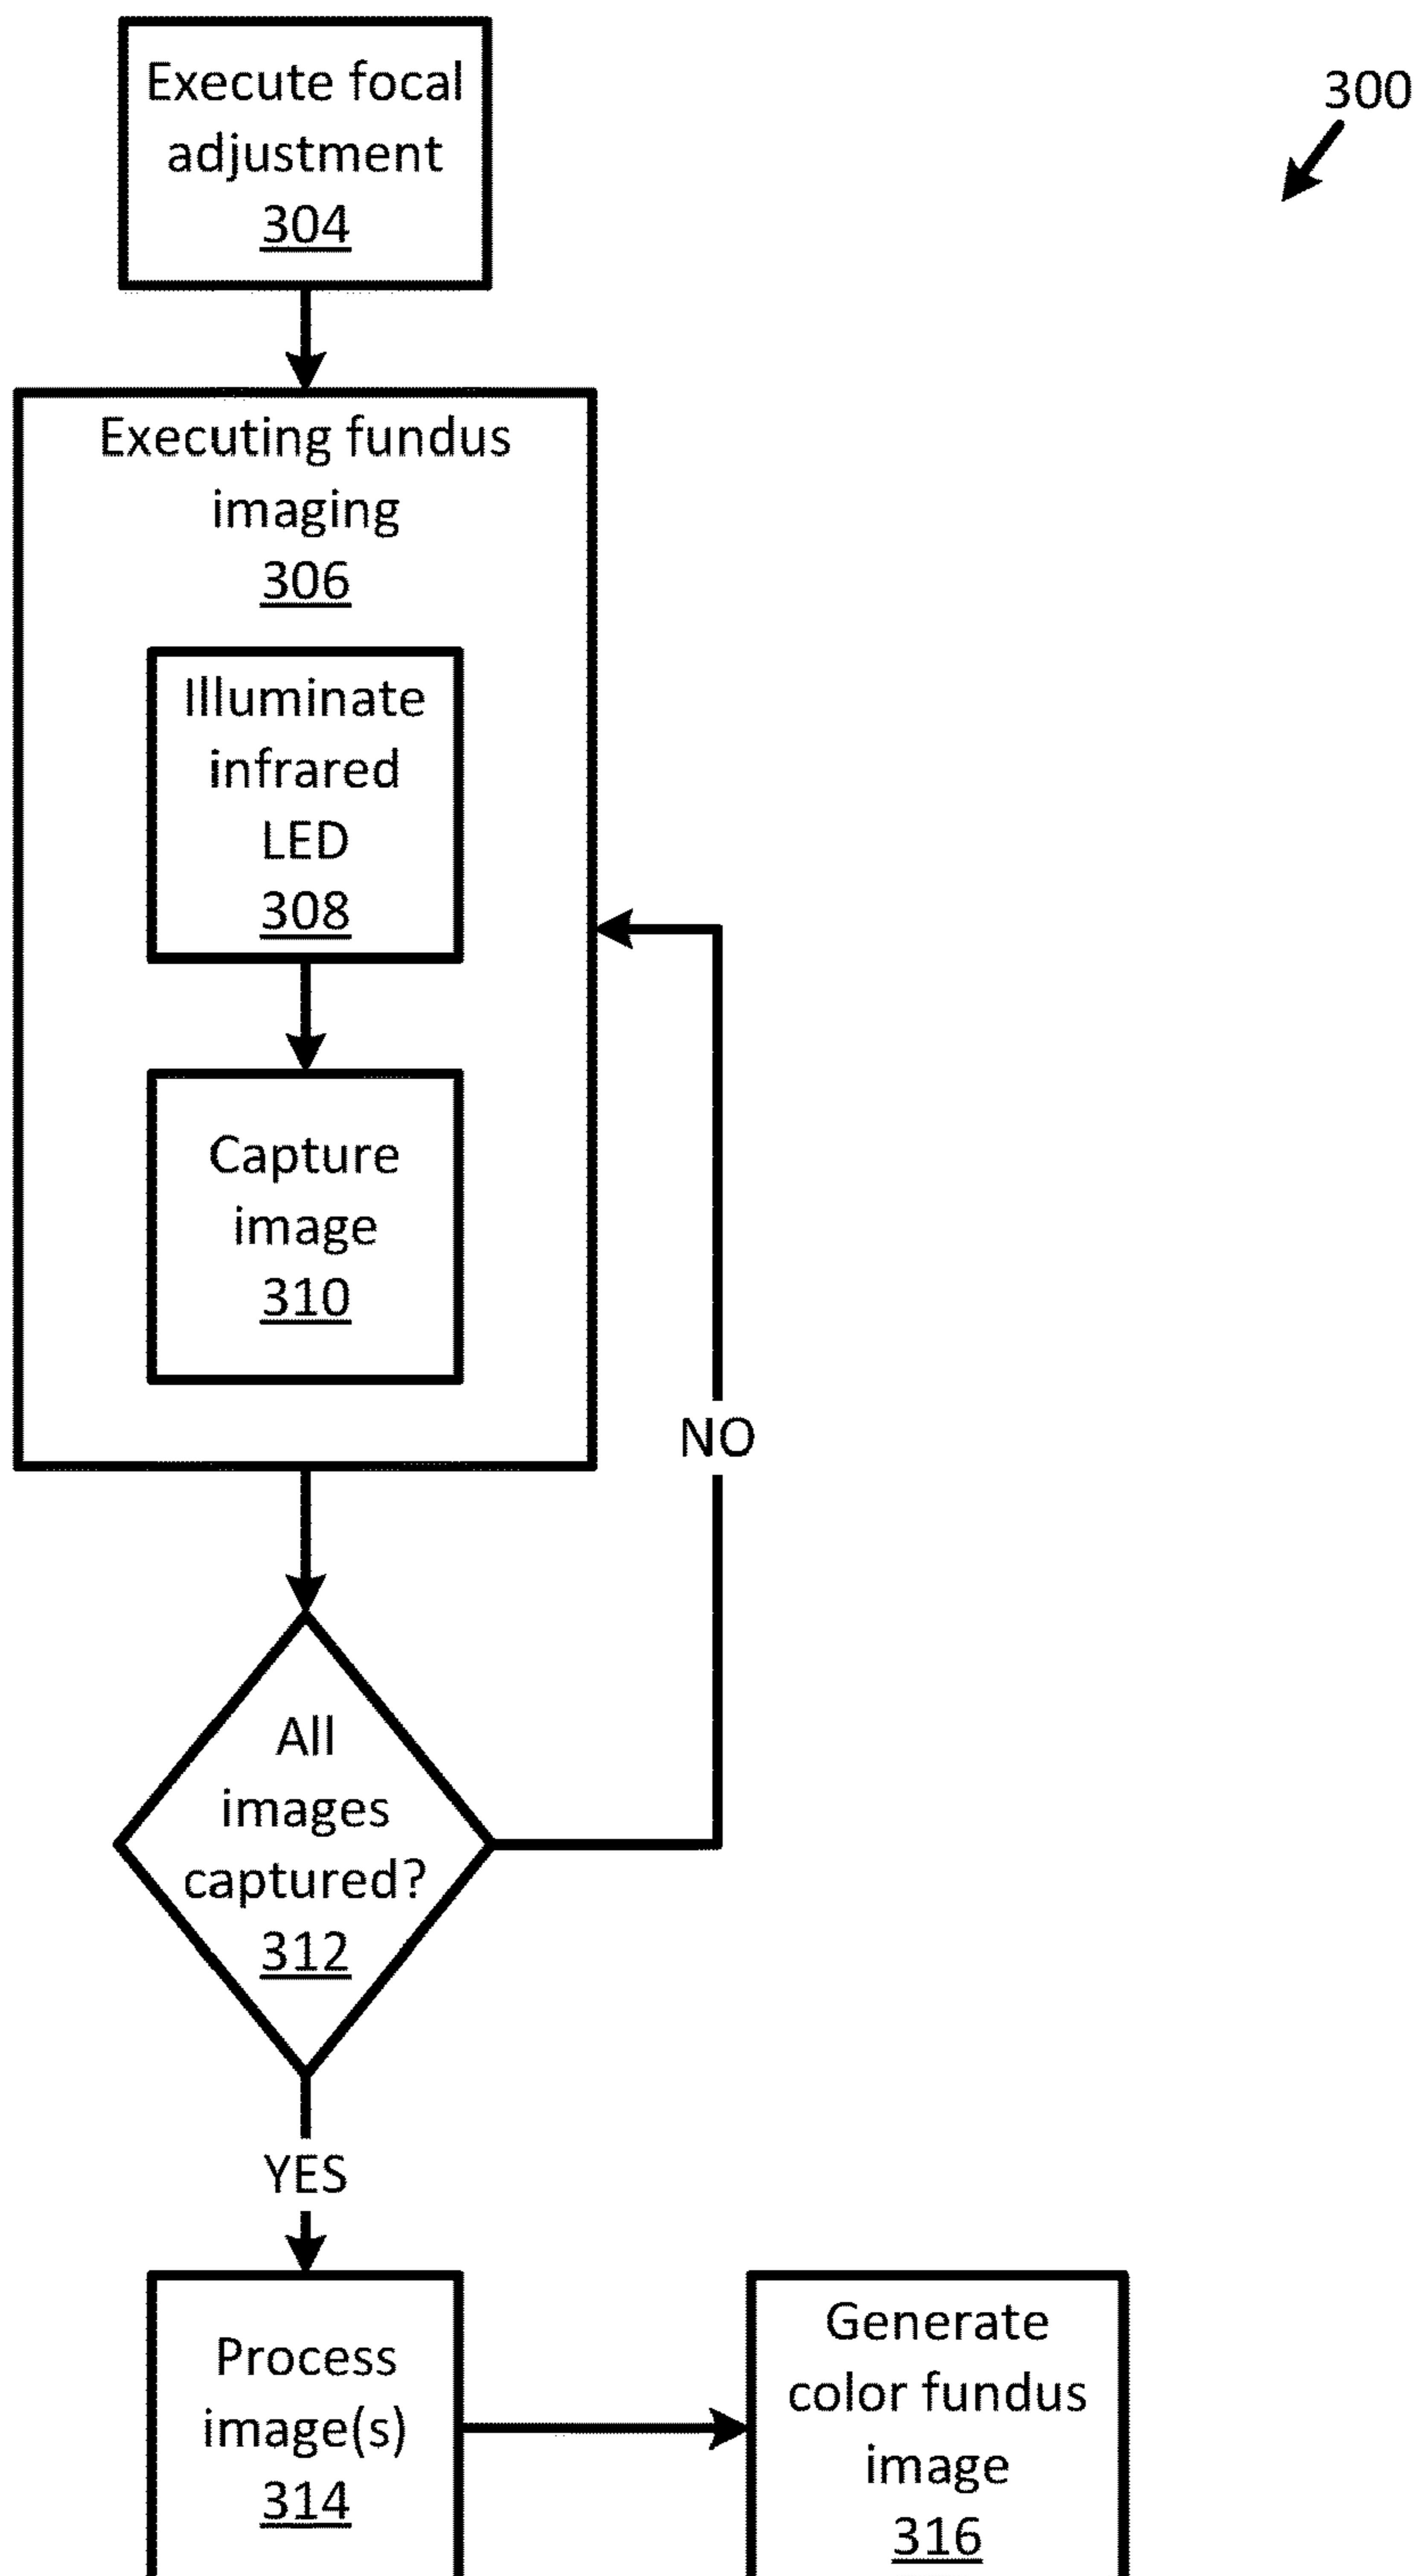 300
Execute focal
adjustment
304
Executing fundus
imaging
306
Illuminate
infrared
LED
308
Capture
image
310
NO
All
images
captured?
312
YES
Process
image(s)
314
Generate
color fundus
image
316